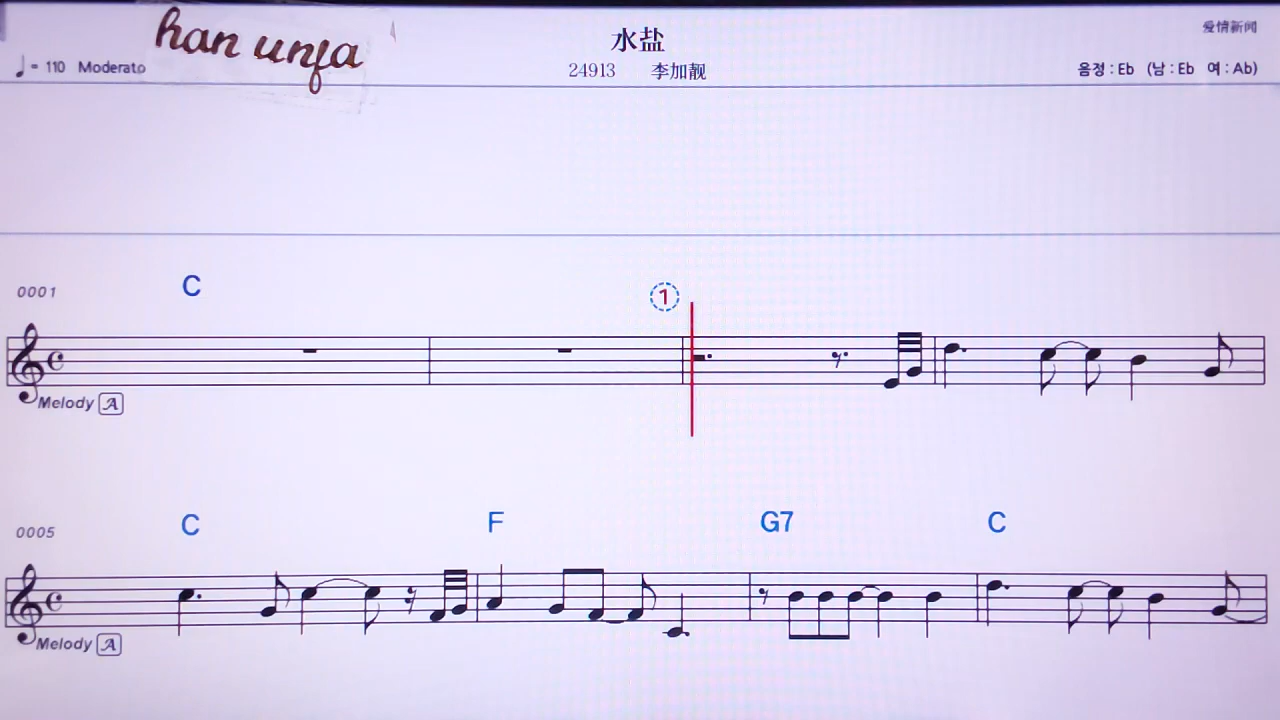 han unfa
水盐
爱情新闻
♩= 110 Moderato
24913 李加靓
음정 : Eb (남 : Eb 여 : Ab)
0001 C
1
Melody A
0005 C F G7 C
Melody A